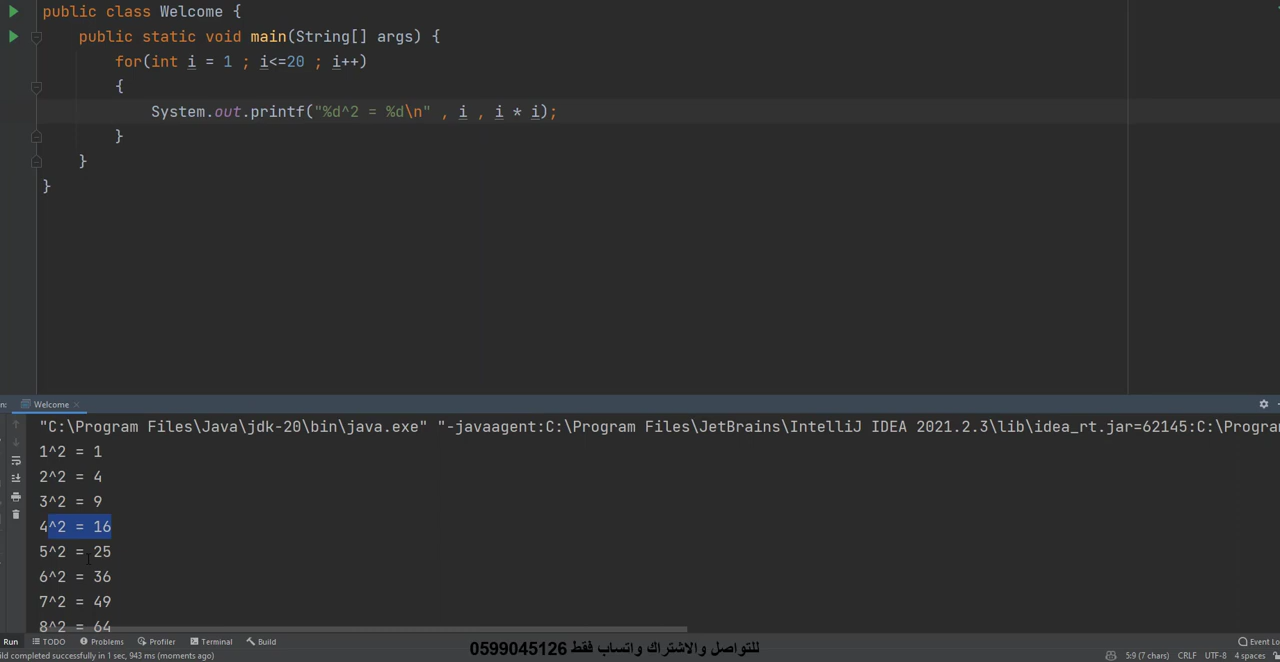 public class Welcome {
public static void main(String[] args) {
for(int i = 1 ; i<=20 ; i++)
{
System.out.printf("%d^2 = %d\n" , i , i * i);
}
}
}
Welcome
"C:\Program Files\Java\jdk-20\bin\java.exe" "-javaagent:C:\Program Files\JetBrains\IntelliJ IDEA 2021.2.3\lib\idea_rt.jar=62145:C:\Progra
1^2 = 1
2^2 = 4
3^2 = 9
4^2 = 16
5^2 = 25
6^2 = 36
7^2 = 49
8^2 = 64
Run TODO Problems Profiler Terminal Build Event Lo
للتواصل والاشتراك واتساب فقط 0599045126
ild completed successfully in 1 sec, 943 ms (moments ago) 5:9 (7 chars) CRLF UTF-8 4 spaces